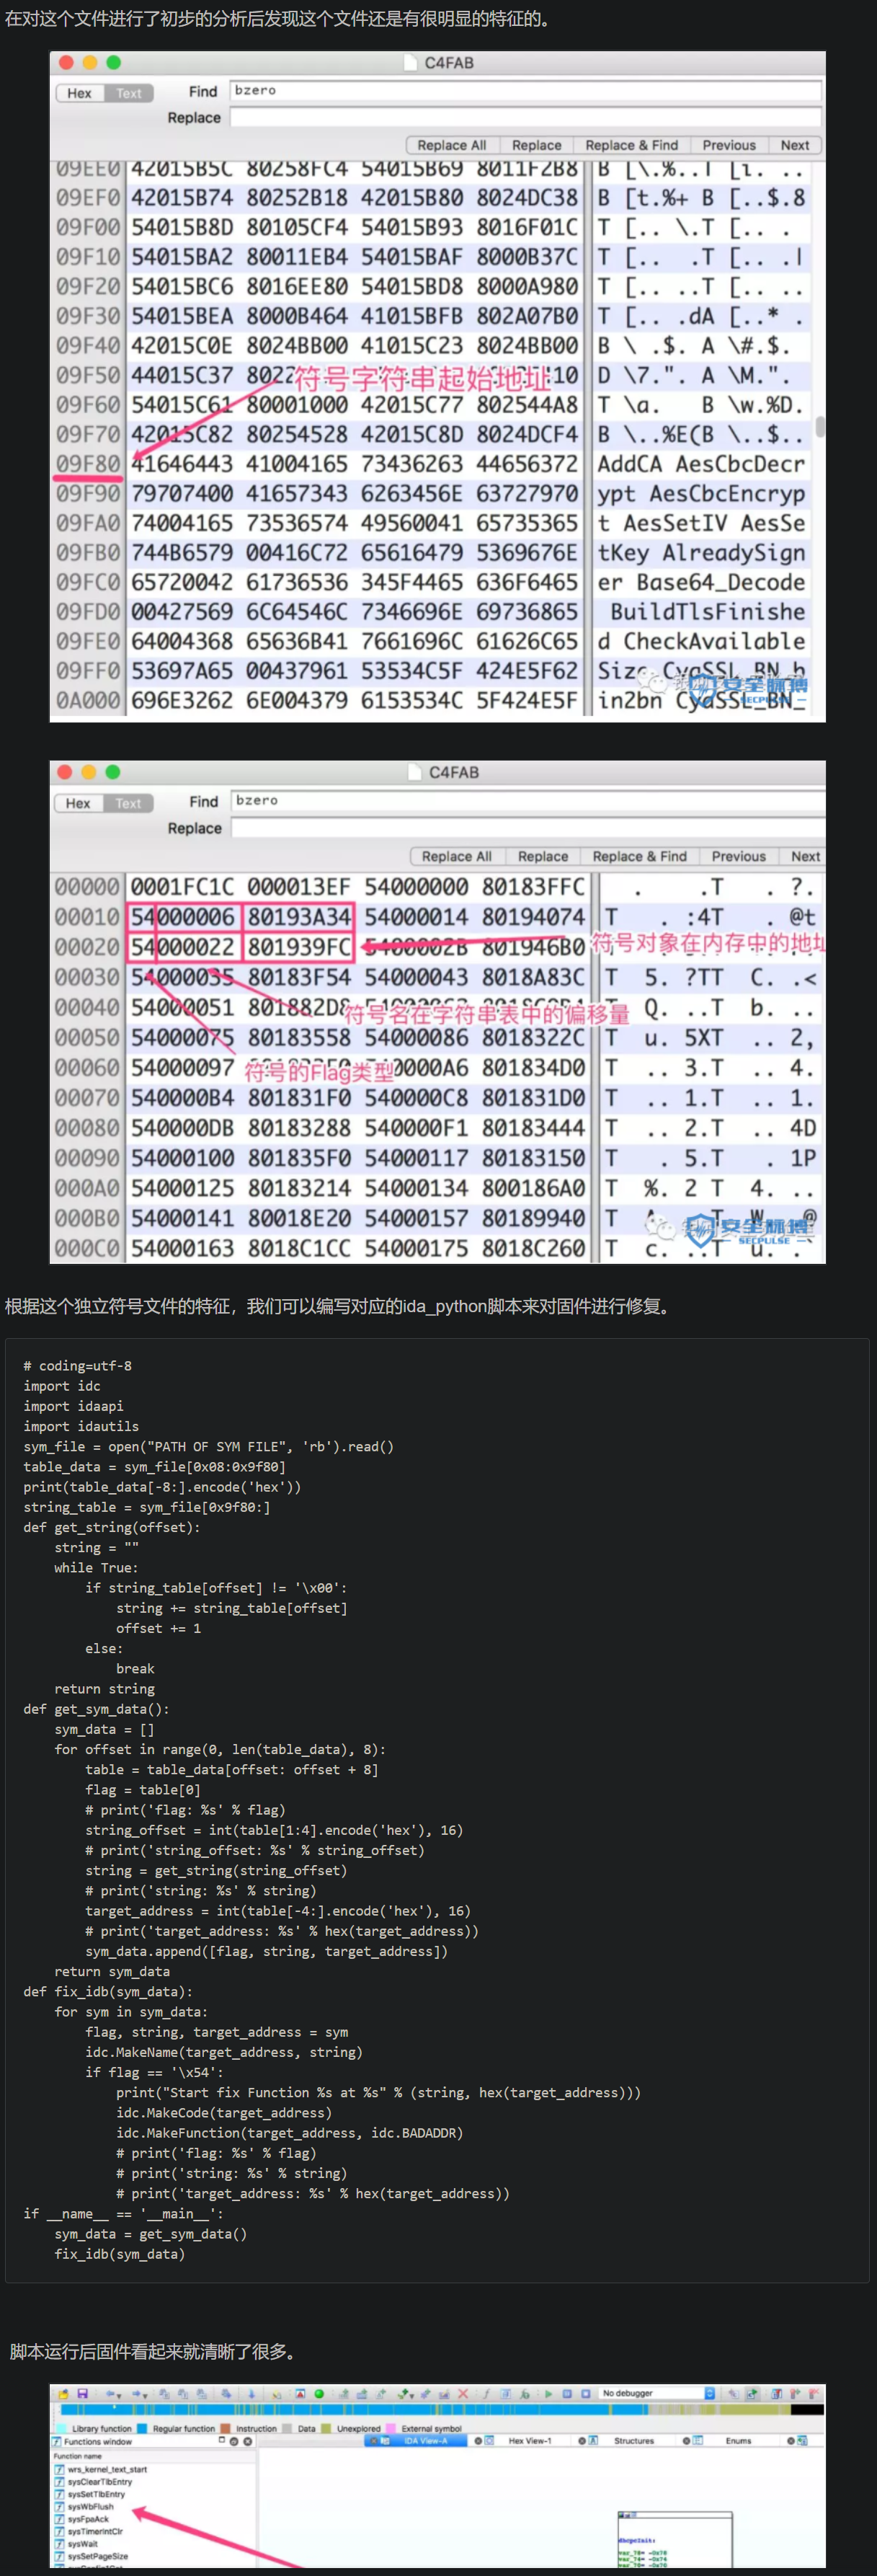 在对这个文件进行了初步的分析后发现这个文件还是有很明显的特征的。
C4FAB
Hex Text Find bzero
Replace
Replace All Replace Replace & Find Previous Next
09EE0 42015B5C 80258FC4 54015B69 8011F2B8
09EF0 42015B74 80252B18 42015B80 8024DC38 B [t.%+ B [..$.8
09F00 54015B8D 80105CF4 54015B93 8016F01C T [.. \.T [.. .
09F10 54015BA2 80011EB4 54015BAF 8000B37C T [.. .T [.. .|
09F20 54015BC6 8016EE80 54015BD8 8000A980 T [.. ..T [.. ..
09F30 54015BEA 8000B464 41015BFB 802A07B0 T [.. .dA [..* .
09F40 42015C0E 8024BB00 41015C23 8024BB00 B \ .$. A \#.$.
09F50 44015C37 8022 10 D \7.". A \M.".
符号字符串起始地址
09F60 54015C61 80001000 42015C77 802544A8 T \a. B \w.%D.
09F70 42015C82 80254528 42015C8D 8024DCF4 B \..%E(B \..$..
09F80 41646443 41004165 73436263 44656372 AddCA AesCbcDecr
09F90 79707400 41657343 6263456E 63727970 ypt AesCbcEncryp
09FA0 74004165 73536574 49560041 65735365 t AesSetIV AesSe
09FB0 744B6579 00416C72 65616479 5369676E tKey AlreadySign
09FC0 65720042 61736536 345F4465 636F6465 er Base64_Decode
09FD0 00427569 6C64546C 7346696E 69736865 BuildTlsFinishe
09FE0 64004368 65636B41 7661696C 61626C65 d CheckAvailable
09FF0 53697A65 00437961 53534C5F 424E5F62 Size CyaSSL_BN_b
0A000 696E3262 6E004379 6153534C 5F424E5F in2bn CyaSSL_BN_
安全脉搏
SECPULSE
C4FAB
Hex Text Find bzero
Replace
Replace All Replace Replace & Find Previous Next
00000 0001FC1C 000013EF 54000000 80183FFC . .T . ?.
00010 54000006 80193A34 54000014 80194074 T . :4T . @t
00020 54000022 801939FC 5400002B 801946B0
符号对象在内存中的地址
00030 54000035 80183F54 54000043 8018A83C T 5. ?TT C. .<
00040 54000051 801882D8 Q. ..T b. ..
符号名在字符串表中的偏移量
00050 54000075 80183558 54000086 8018322C T u. 5XT .. 2,
00060 54000097 0000A6 801834D0 T .. 3.T .. 4.
符号的Flag类型
00070 540000B4 801831F0 540000C8 801831D0 T .. 1.T .. 1.
00080 540000DB 80183288 540000F1 80183444 T .. 2.T .. 4D
00090 54000100 801835F0 54000117 80183150 T . 5.T . 1P
000A0 54000125 80183214 54000134 800186A0 T %. 2 T 4. ..
000B0 54000141 80018E20 54000157 80189940
000C0 54000163 8018C1CC 54000175 8018C260
安全脉搏
SECPULSE
根据这个独立符号文件的特征，我们可以编写对应的ida_python脚本来对固件进行修复。
# coding=utf-8
import idc
import idaapi
import idautils
sym_file = open("PATH OF SYM FILE", 'rb').read()
table_data = sym_file[0x08:0x9f80]
print(table_data[-8:].encode('hex'))
string_table = sym_file[0x9f80:]
def get_string(offset):
    string = ""
    while True:
        if string_table[offset] != '\x00':
            string += string_table[offset]
            offset += 1
        else:
            break
    return string
def get_sym_data():
    sym_data = []
    for offset in range(0, len(table_data), 8):
        table = table_data[offset: offset + 8]
        flag = table[0]
        # print('flag: %s' % flag)
        string_offset = int(table[1:4].encode('hex'), 16)
        # print('string_offset: %s' % string_offset)
        string = get_string(string_offset)
        # print('string: %s' % string)
        target_address = int(table[-4:].encode('hex'), 16)
        # print('target_address: %s' % hex(target_address))
        sym_data.append([flag, string, target_address])
    return sym_data
def fix_idb(sym_data):
    for sym in sym_data:
        flag, string, target_address = sym
        idc.MakeName(target_address, string)
        if flag == '\x54':
            print("Start fix Function %s at %s" % (string, hex(target_address)))
            idc.MakeCode(target_address)
            idc.MakeFunction(target_address, idc.BADADDR)
            # print('flag: %s' % flag)
            # print('string: %s' % string)
            # print('target_address: %s' % hex(target_address))
if __name__ == '__main__':
    sym_data = get_sym_data()
    fix_idb(sym_data)
脚本运行后固件看起来就清晰了很多。
No debugger
Library function Regular function Instruction Data Unexplored External symbol
Functions window IDA View-A Hex View-1 Structures Enums
Function name
wrs_kernel_text_start
sysClearTlbEntry
sysSetTlbEntry
sysWbFlush
sysFpaAck
sysTimerIntClr
sysWait
sysSetPageSize